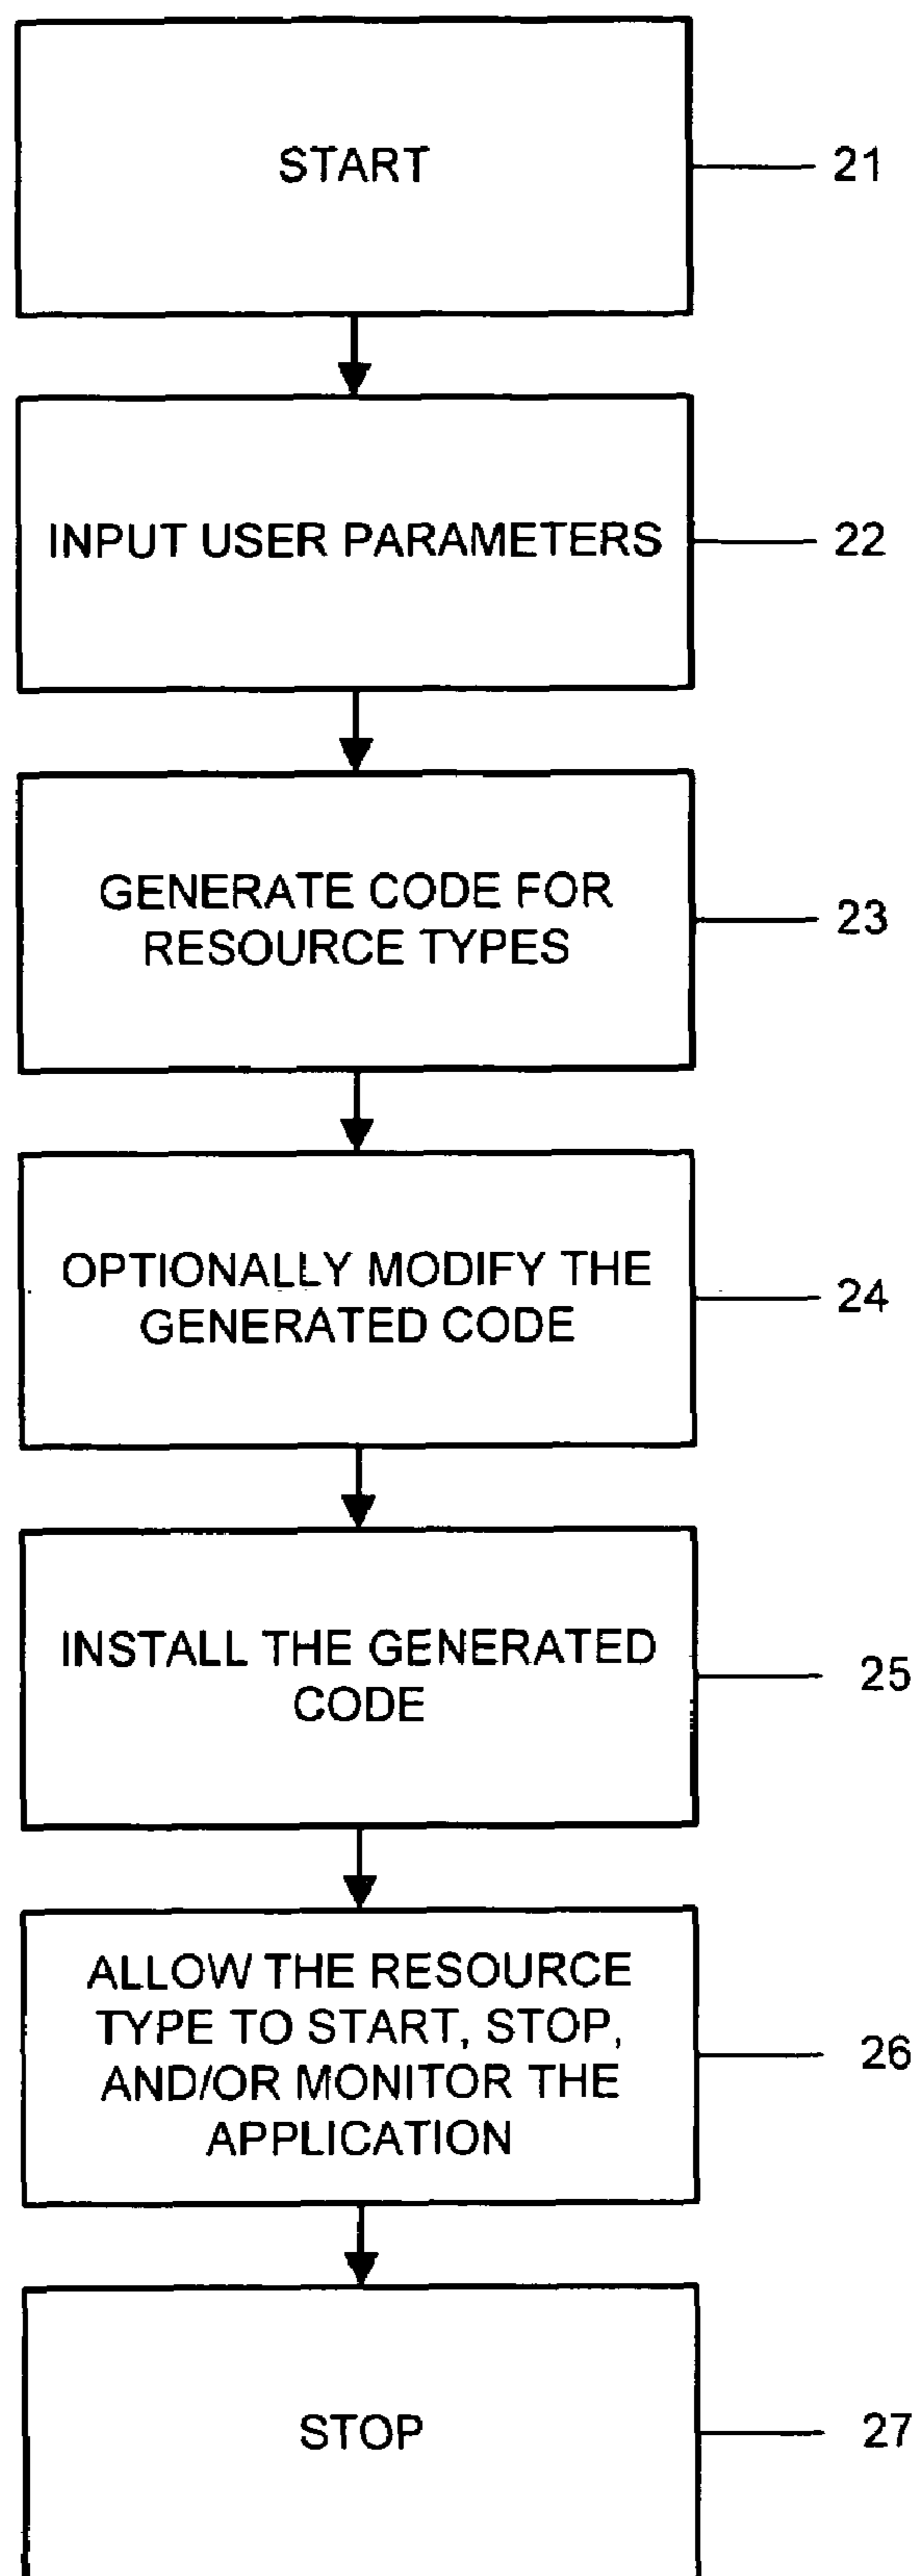 START
21
INPUT USER PARAMETERS
22
GENERATE CODE FOR
RESOURCE TYPES
23
OPTIONALLY MODIFY THE
GENERATED CODE
24
INSTALL THE GENERATED
CODE
25
ALLOW THE RESOURCE
TYPE TO START, STOP,
AND/OR MONITOR THE
APPLICATION
26
STOP
27